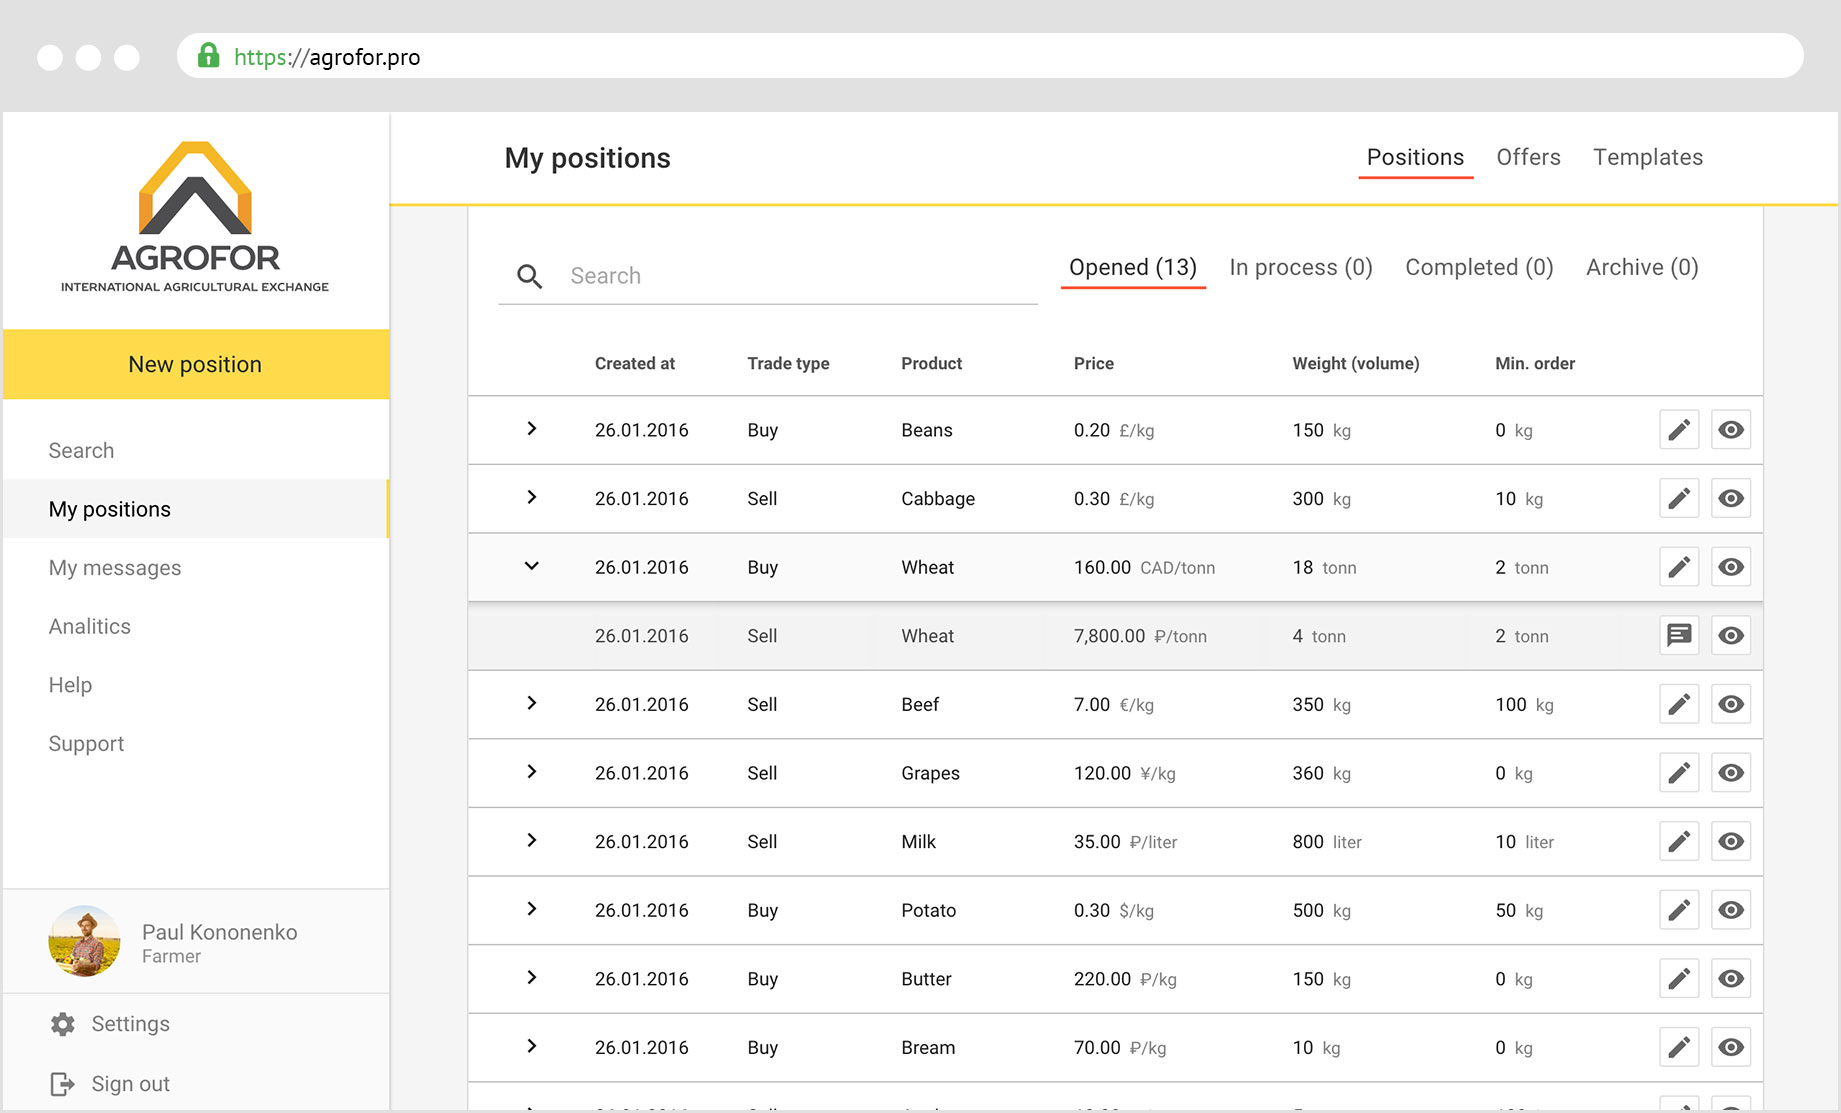 https://agrofor.pro
AGROFOR
INTERNATIONAL AGRICULTURAL EXCHANGE
New position
Search
My positions
My messages
Analitics
Help
Support
Paul Kononenko
Farmer
Settings
Sign out
My positions
Positions Offers Templates
Search
Opened (13) In process (0) Completed (0) Archive (0)
Created at Trade type Product Price Weight (volume) Min. order
26.01.2016 Buy Beans 0.20 £/kg 150 kg 0 kg
26.01.2016 Sell Cabbage 0.30 £/kg 300 kg 10 kg
26.01.2016 Buy Wheat 160.00 CAD/tonn 18 tonn 2 tonn
26.01.2016 Sell Wheat 7,800.00 ₽/tonn 4 tonn 2 tonn
26.01.2016 Sell Beef 7.00 €/kg 350 kg 100 kg
26.01.2016 Sell Grapes 120.00 ¥/kg 360 kg 0 kg
26.01.2016 Sell Milk 35.00 ₽/liter 800 liter 10 liter
26.01.2016 Buy Potato 0.30 $/kg 500 kg 50 kg
26.01.2016 Buy Butter 220.00 ₽/kg 150 kg 0 kg
26.01.2016 Buy Bream 70.00 ₽/kg 10 kg 0 kg